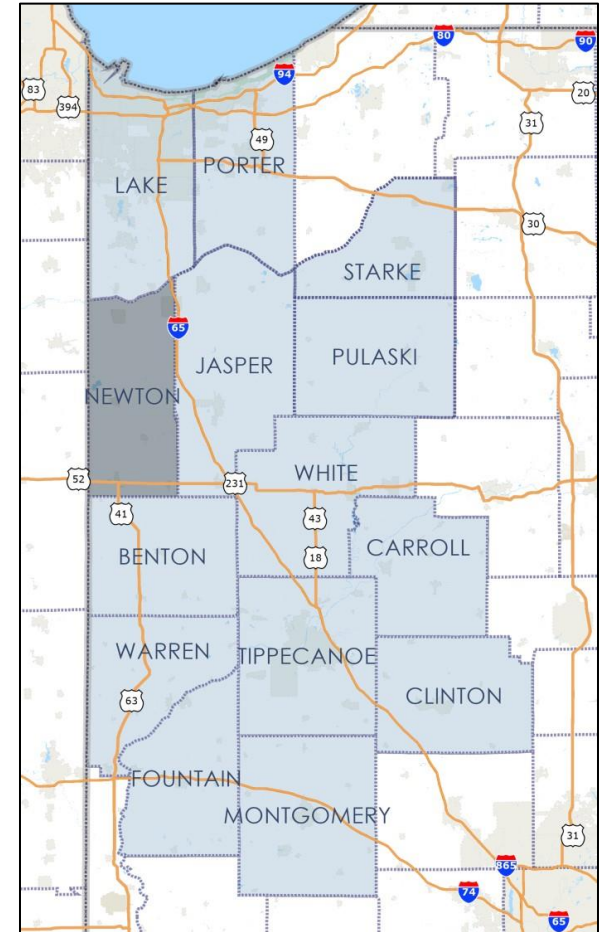 80
90
94
83
20
394
31
49
PORTER
LAKE
30
STARKE
65
JASPER
PULASKI
NEWTON
WHITE
52
231
41
43
CARROLL
BENTON
18
WARREN
TIPPECANOE
CLINTON
63
FOUNTAIN
MONTGOMERY
31
865
74
65